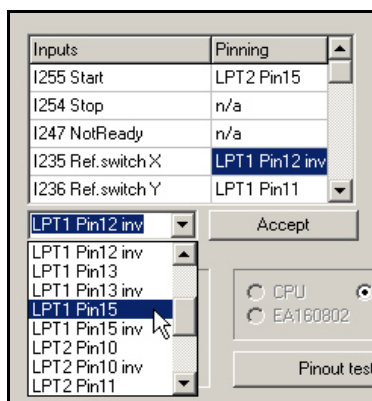 Inputs Pinning
I255 Start LPT2 Pin15
I254 Stop n/a
I247 NotReady n/a
I235 Ref.switch X LPT1 Pin12 inv
I236 Ref.switch Y LPT1 Pin11
LPT1 Pin12 inv Accept
LPT1 Pin12 inv
LPT1 Pin13
LPT1 Pin13 inv
LPT1 Pin15
LPT1 Pin15 inv
LPT2 Pin10
LPT2 Pin10 inv
LPT2 Pin11
CPU
EA160802
Pinout test